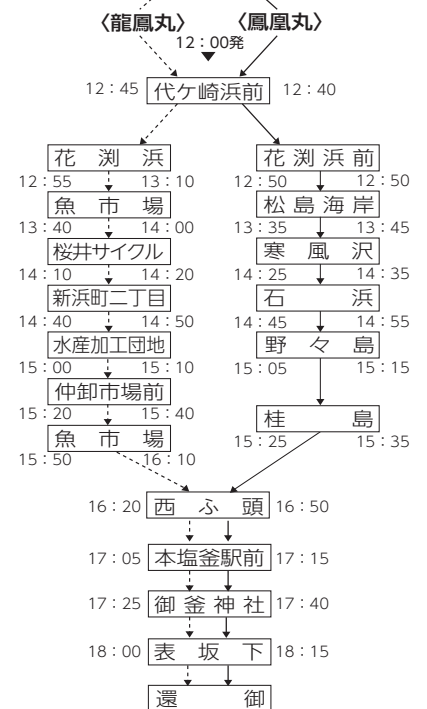 〈龍鳳丸〉 〈鳳凰丸〉
12：00発
▼
12：45 代ケ崎浜前 12：40
花渕浜 花渕浜前
12：55 13：10 12：50 12：50
魚市場 松島海岸
13：40 14：00 13：35 13：45
桜井サイクル 寒風沢
14：10 14：20 14：25 14：35
新浜町二丁目 石浜
14：40 14：50 14：45 14：55
水産加工団地 野々島
15：00 15：10 15：05 15：15
仲卸市場前
15：20 15：40
魚市場 桂島
15：50 16：10 15：25 15：35
16：20 西ふ頭 16：50
17：05 本塩釜駅前 17：15
17：25 御釜神社 17：40
18：00 表坂下 18：15
還御